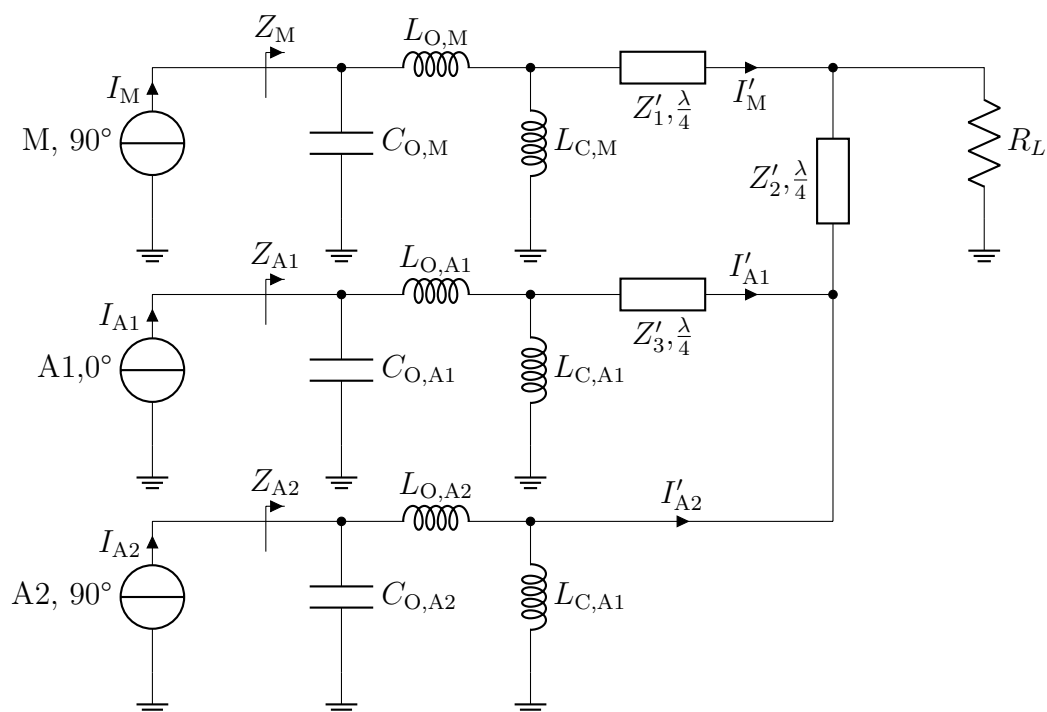 Z_M
L_O,M
I_M
M, 90°
C_O,M
L_C,M
Z'_1, λ/4
I'_M
Z'_2, λ/4
R_L
Z_A1
L_O,A1
I_A1
A1,0°
C_O,A1
L_C,A1
Z'_3, λ/4
I'_A1
Z_A2
L_O,A2
I_A2
A2, 90°
C_O,A2
L_C,A1
I'_A2